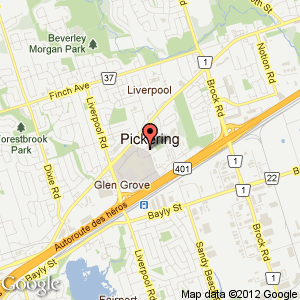 Beverley
Morgan Park
Finch Ave
37
Liverpool
1
Notion Rd
Brock Rd
Liverpool Rd
Forestbrook
Park
Dixie Rd
Pickering
401
1
Glen Grove
22
Bayly St
Autoroute des héros
Bayly St
1
Brock Rd
Liverpool Rd
Sandy Beach
Fairport
Google
Map data ©2012 Google